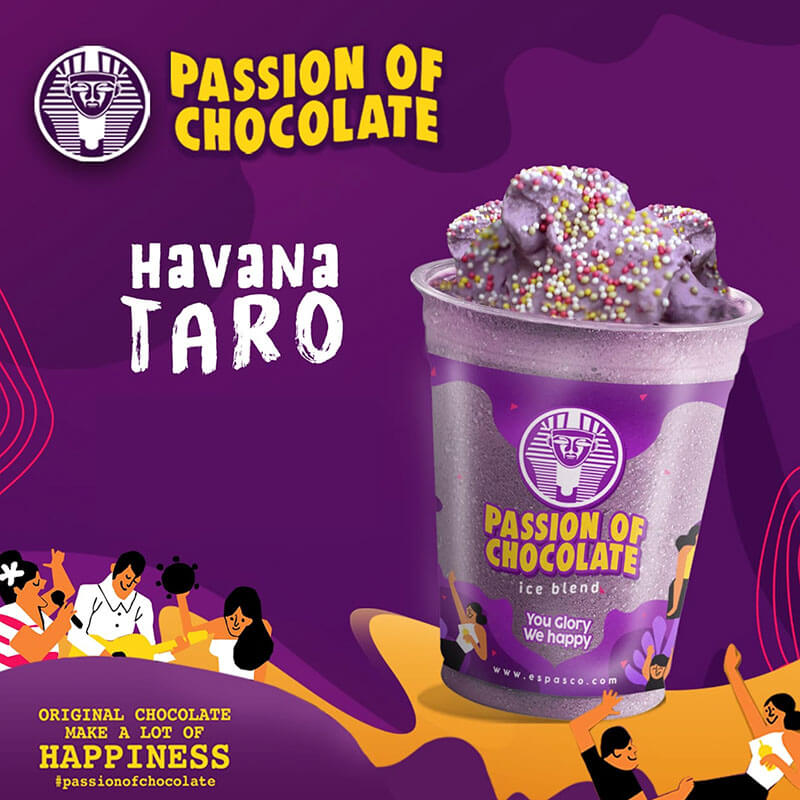 PASSION OF
CHOCOLATE
HAVANA
TARO
PASSION OF
CHOCOLATE
ice blend
You Glory
We happy
www.espasco.com
ORIGINAL CHOCOLATE
MAKE A LOT OF
HAPPINESS
#passionofchocolate